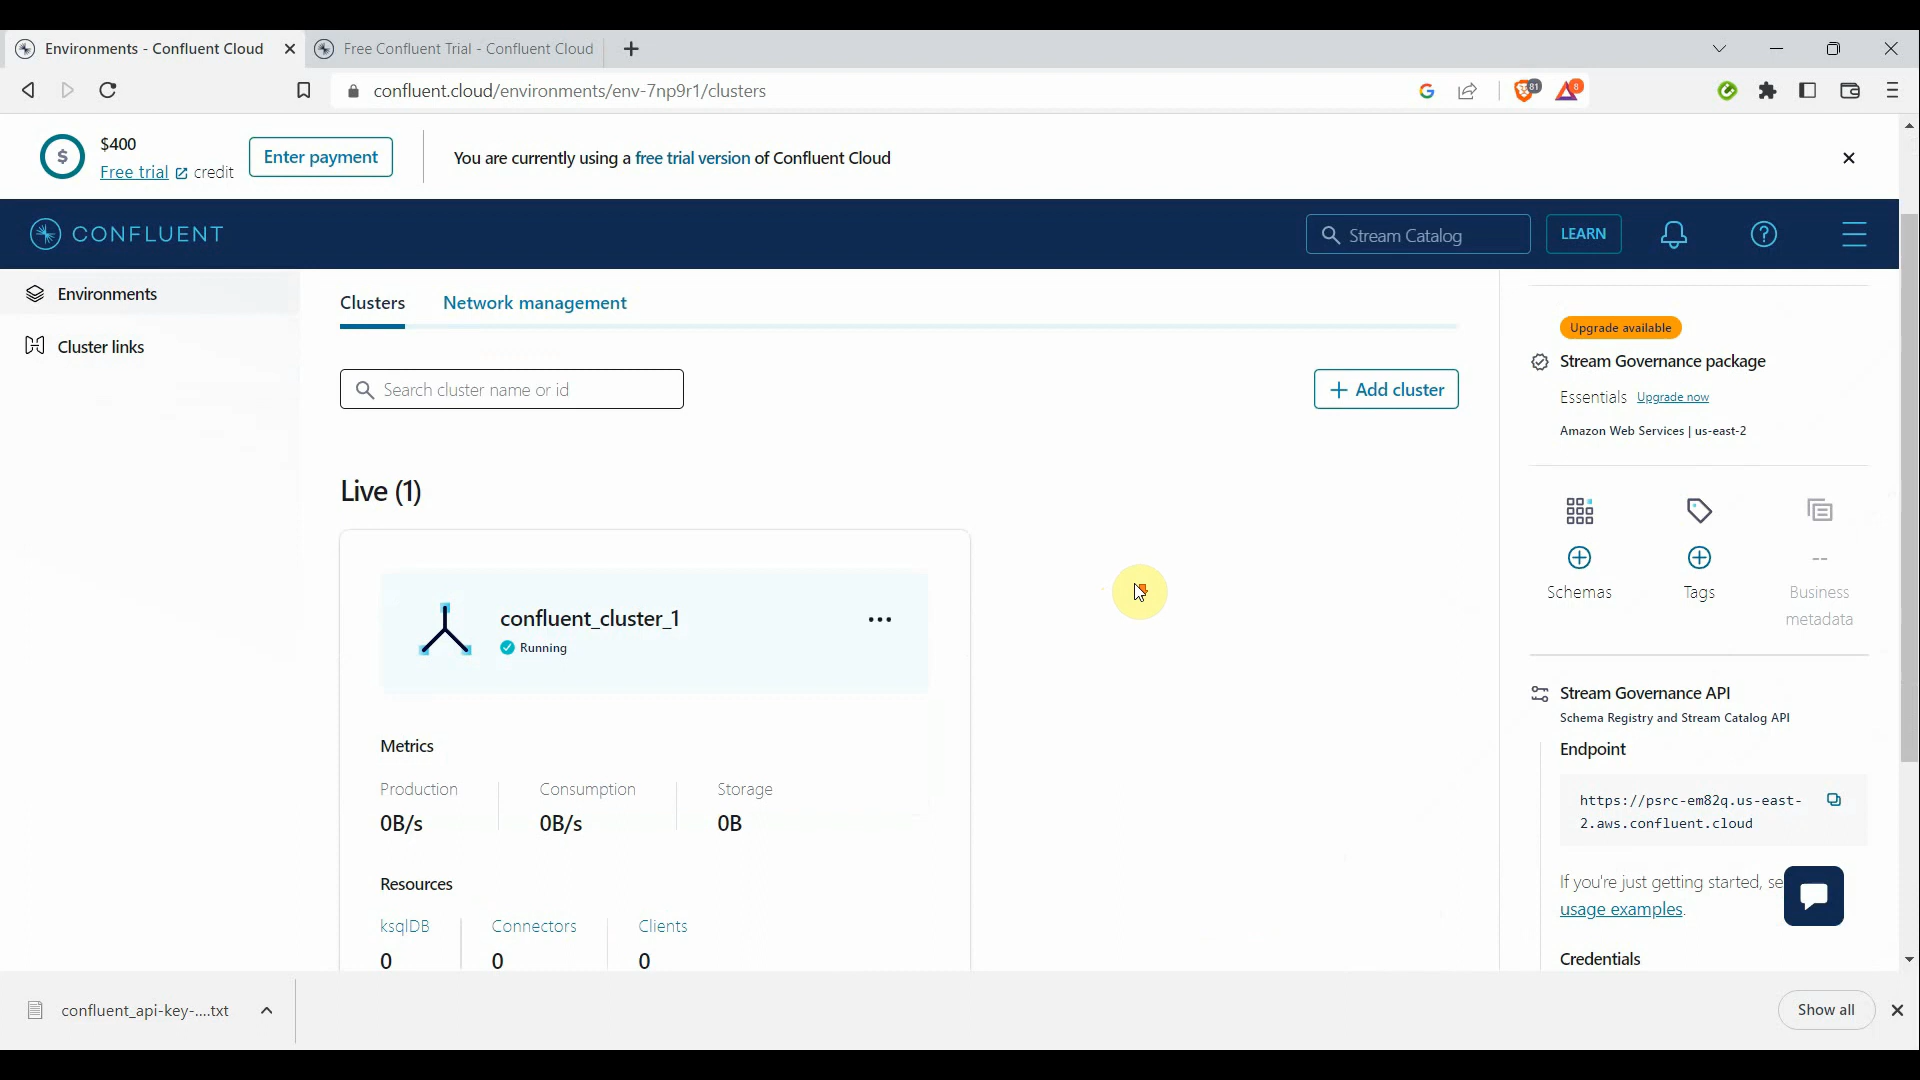 Environments - Confluent Cloud
Free Confluent Trial - Confluent Cloud
confluent.cloud/environments/env-7np9r1/clusters
81
8
$
$400
Free trial credit
Enter payment
You are currently using a free trial version of Confluent Cloud
CONFLUENT
Stream Catalog
LEARN
Environments
Cluster links
Clusters
Network management
Search cluster name or id
Add cluster
Live (1)
confluent_cluster_1
Running
Metrics
Production
Consumption
Storage
0B/s
0B/s
0B
Resources
ksqlDB
Connectors
Clients
0
0
0
Upgrade available
Stream Governance package
Essentials Upgrade now
Amazon Web Services | us-east-2
Schemas
Tags
--
Business
metadata
Stream Governance API
Schema Registry and Stream Catalog API
Endpoint
https://psrc-em82q.us-east-
2.aws.confluent.cloud
If you're just getting started, se
usage examples.
Credentials
confluent_api-key-....txt
Show all